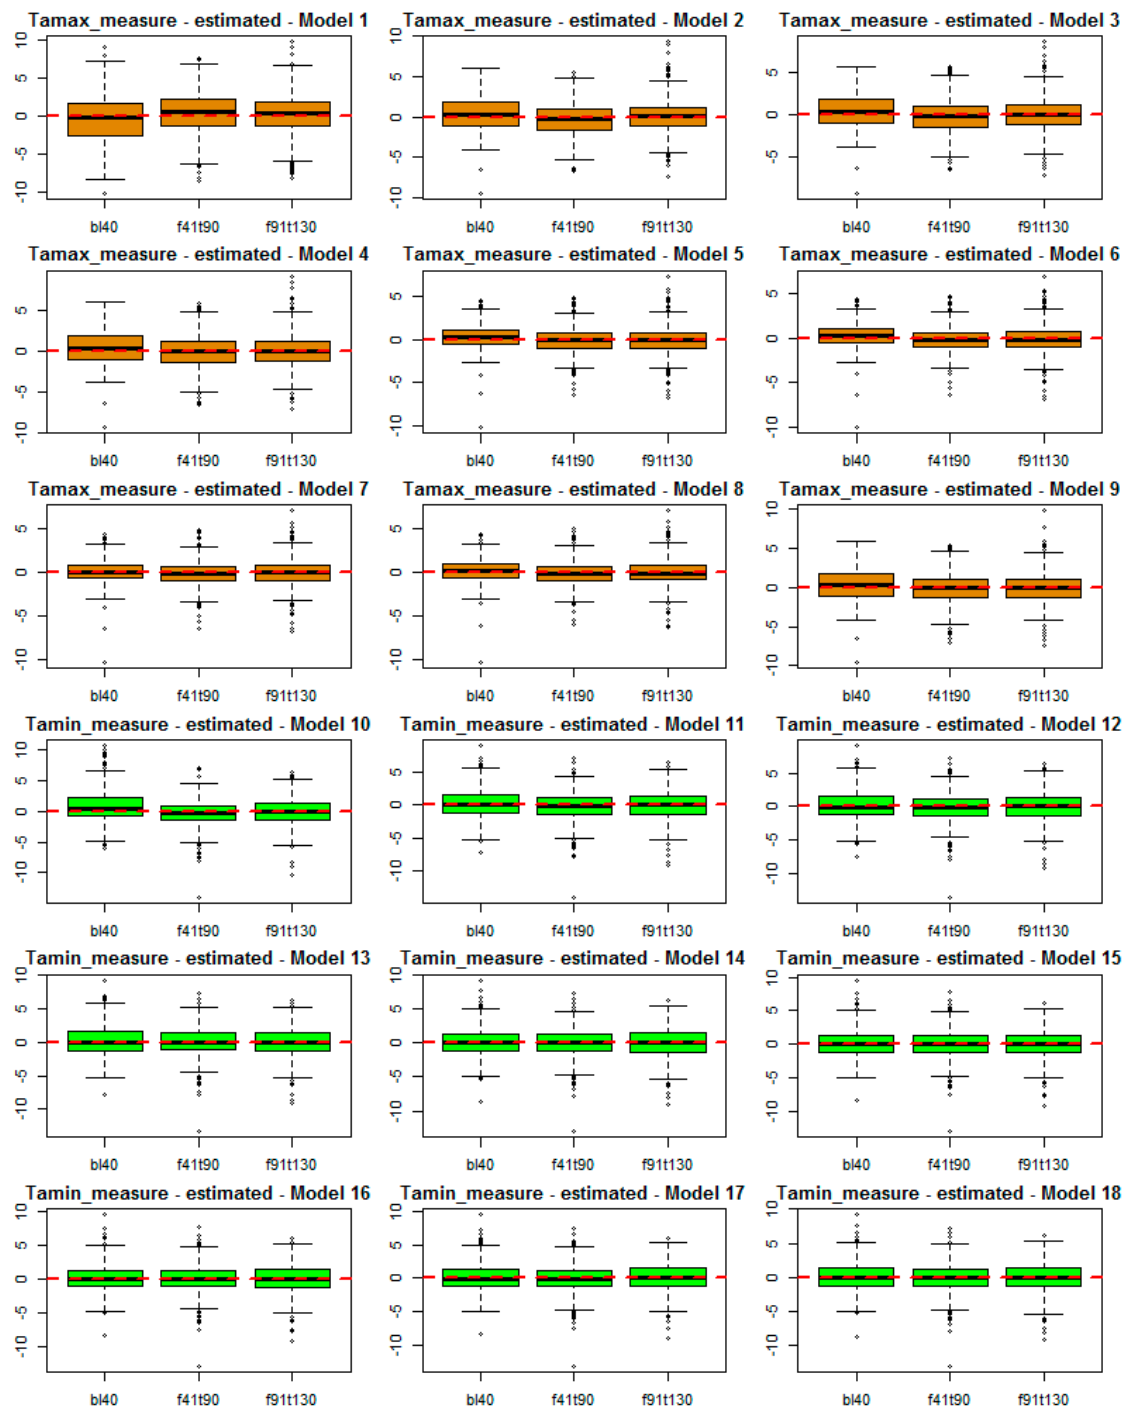 Tamax_measure - estimated - Model 1
10
5
0
-5
-10
bl40 f41t90 f91t130
Tamax_measure - estimated - Model 2
10
5
0
-5
-10
bl40 f41t90 f91t130
Tamax_measure - estimated - Model 3
5
0
-5
bl40 f41t90 f91t130
Tamax_measure - estimated - Model 4
5
0
-5
-10
bl40 f41t90 f91t130
Tamax_measure - estimated - Model 5
5
0
-5
-10
bl40 f41t90 f91t130
Tamax_measure - estimated - Model 6
5
0
-5
-10
bl40 f41t90 f91t130
Tamax_measure - estimated - Model 7
5
0
-5
-10
bl40 f41t90 f91t130
Tamax_measure - estimated - Model 8
5
0
-5
-10
bl40 f41t90 f91t130
Tamax_measure - estimated - Model 9
10
5
0
-5
-10
bl40 f41t90 f91t130
Tamin_measure - estimated - Model 10
10
5
0
-5
-10
bl40 f41t90 f91t130
Tamin_measure - estimated - Model 11
5
0
-5
-10
bl40 f41t90 f91t130
Tamin_measure - estimated - Model 12
5
0
-5
-10
bl40 f41t90 f91t130
Tamin_measure - estimated - Model 13
10
5
0
-5
-10
bl40 f41t90 f91t130
Tamin_measure - estimated - Model 14
10
5
0
-5
-10
bl40 f41t90 f91t130
Tamin_measure - estimated - Model 15
10
5
0
-5
-10
bl40 f41t90 f91t130
Tamin_measure - estimated - Model 16
10
5
0
-5
-10
bl40 f41t90 f91t130
Tamin_measure - estimated - Model 17
10
5
0
-5
-10
bl40 f41t90 f91t130
Tamin_measure - estimated - Model 18
10
5
0
-5
-10
bl40 f41t90 f91t130